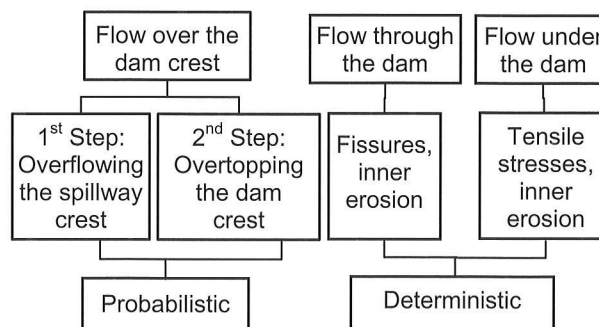 Flow over the
dam crest
Flow through
the dam
Flow under
the dam
1st Step:
Overflowing
the spillway
crest
2nd Step:
Overtopping
the dam
crest
Fissures,
inner
erosion
Tensile
stresses,
inner
erosion
Probabilistic
Deterministic